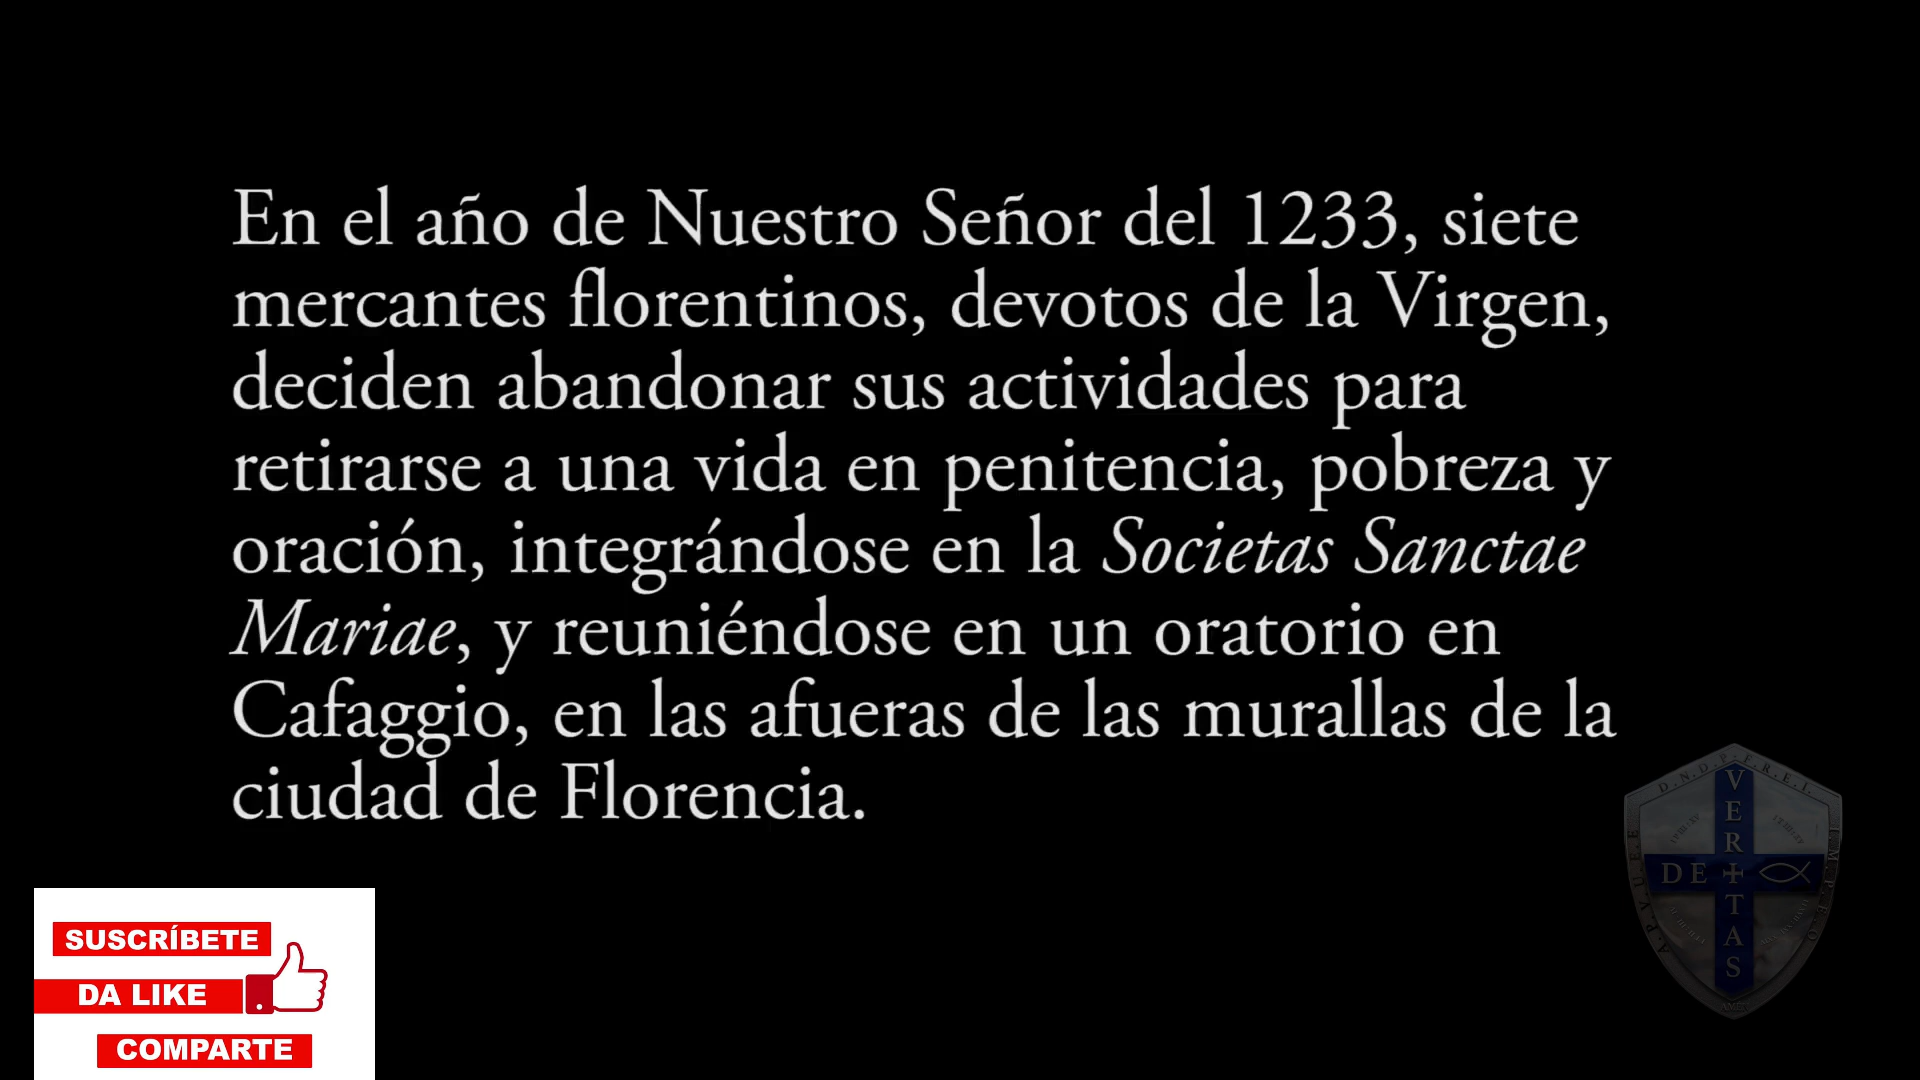 En el año de Nuestro Señor del 1233, siete
mercantes florentinos, devotos de la Virgen,
deciden abandonar sus actividades para
retirarse a una vida en penitencia, pobreza y
oración, integrándose en la Societas Sanctae
Mariae, y reuniéndose en un oratorio en
Cafaggio, en las afueras de las murallas de la
ciudad de Florencia.
SUSCRÍBETE
DA LIKE
COMPARTE
VERITAS
DE